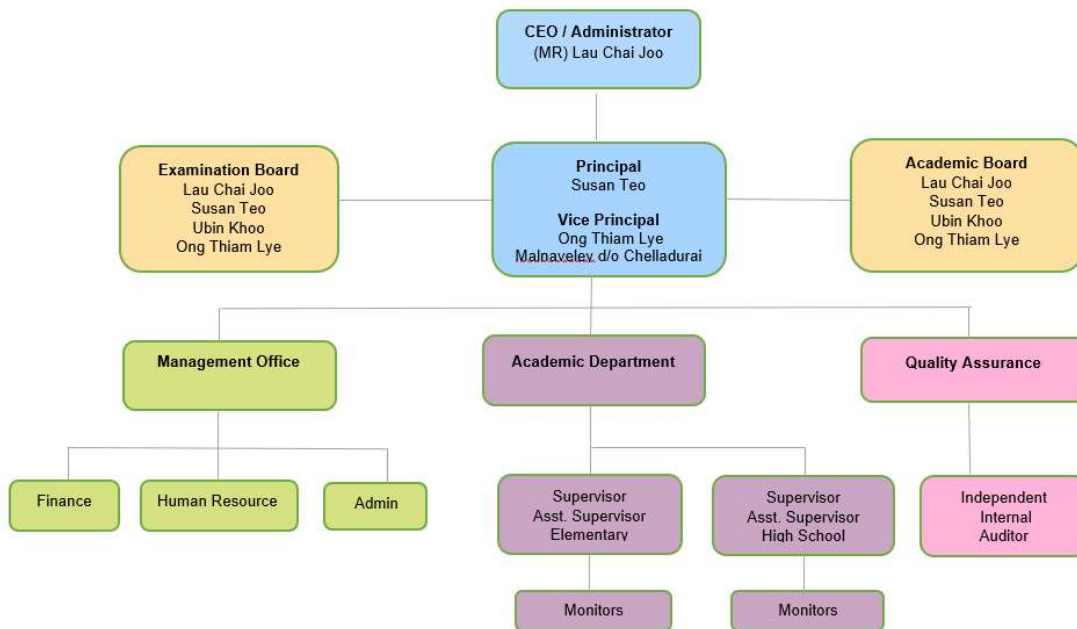 CEO / Administrator
(MR) Lau Chai Joo
Examination Board
Lau Chai Joo
Susan Teo
Ubin Khoo
Ong Thiam Lye
Principal
Susan Teo
Vice Principal
Ong Thiam Lye
Malnaveley d/o Chelladurai
Academic Board
Lau Chai Joo
Susan Teo
Ubin Khoo
Ong Thiam Lye
Management Office
Academic Department
Quality Assurance
Finance
Human Resource
Admin
Supervisor
Asst. Supervisor
Elementary
Supervisor
Asst. Supervisor
High School
Independent
Internal
Auditor
Monitors
Monitors